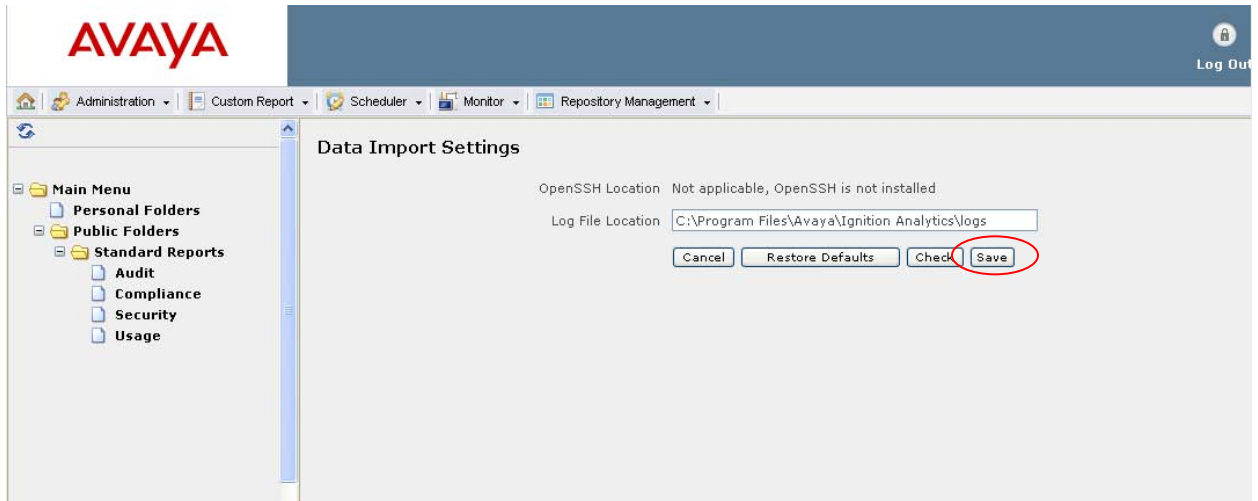 AVAYA
Log Out
Administration Custom Report Scheduler Monitor Repository Management
Data Import Settings
Main Menu
Personal Folders
Public Folders
Standard Reports
Audit
Compliance
Security
Usage
OpenSSH Location Not applicable, OpenSSH is not installed
Log File Location C:\Program Files\Avaya\Ignition Analytics\logs
Cancel Restore Defaults Check Save